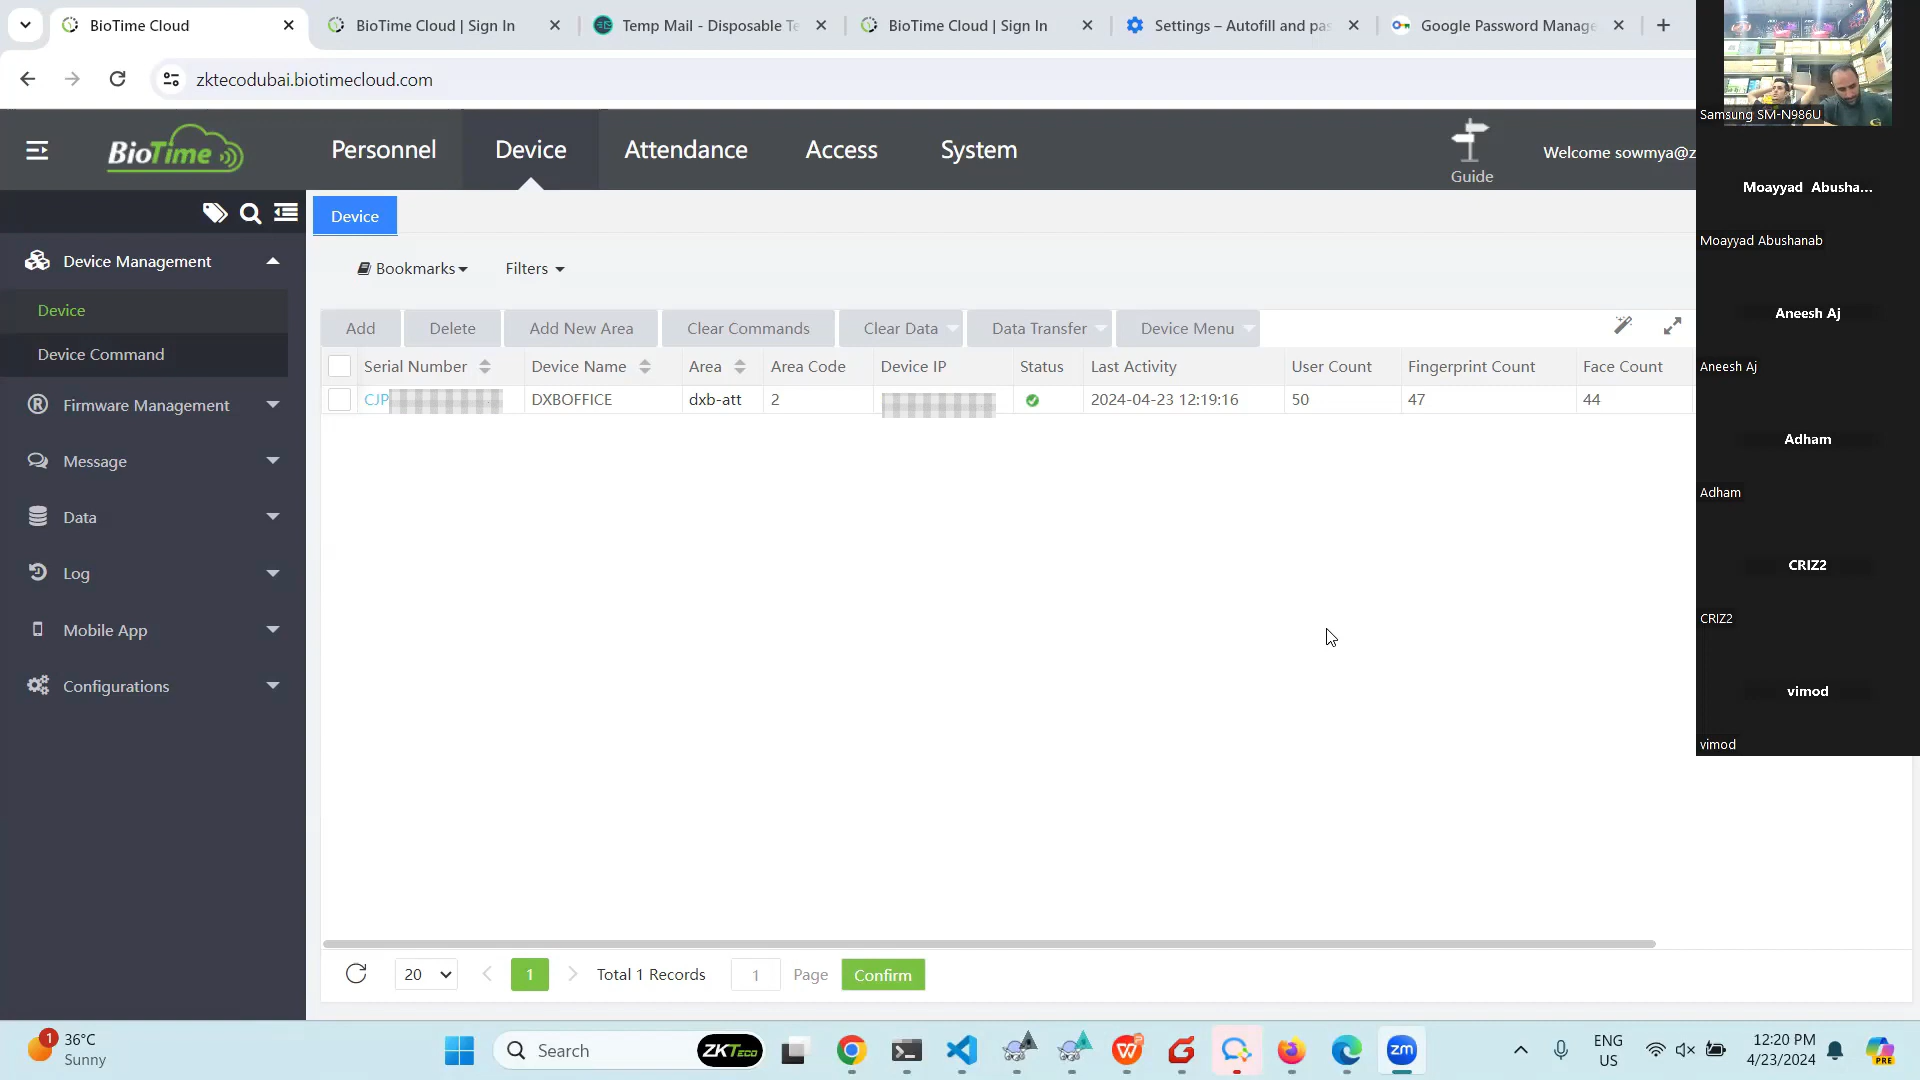 BioTime Cloud
BioTime Cloud | Sign In
Temp Mail - Disposable Te
BioTime Cloud | Sign In
Settings – Autofill and pas
Google Password Manage
zktecodubai.biotimecloud.com
BioTime
Personnel
Device
Attendance
Access
System
Guide
Welcome sowmya@z
Device Management
Device
Device Command
Firmware Management
Message
Data
Log
Mobile App
Configurations
Device
Bookmarks
Filters
Add
Delete
Add New Area
Clear Commands
Clear Data
Data Transfer
Device Menu
Serial Number Device Name Area Area Code Device IP Status Last Activity User Count Fingerprint Count Face Count
CJP DXBOFFICE dxb-att 2 2024-04-23 12:19:16 50 47 44
20
1
Total 1 Records
1
Page
Confirm
Samsung SM-N986U
Moayyad Abusha...
Moayyad Abushanab
Aneesh Aj
Aneesh Aj
Adham
Adham
CRIZ2
CRIZ2
vimod
vimod
1
36°C
Sunny
Search
ZKTeco
zm
ENG
US
12:20 PM
4/23/2024
PRE